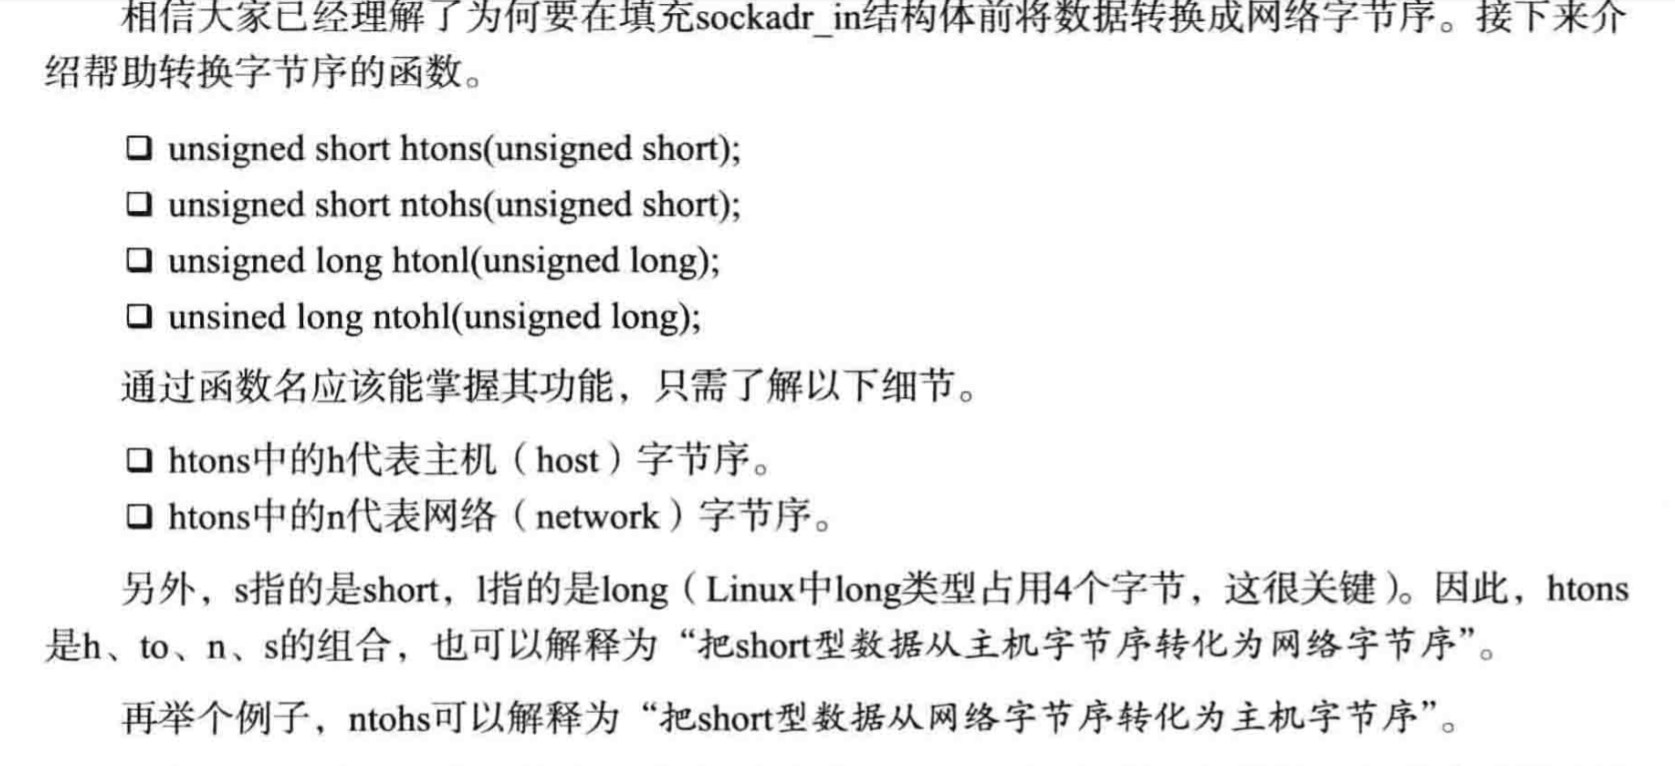 相信大家已经理解了为何要在填充sockadr_in结构体前将数据转换成网络字节序。接下来介
绍帮助转换字节序的函数。
❑ unsigned short htons(unsigned short);
❑ unsigned short ntohs(unsigned short);
❑ unsigned long htonl(unsigned long);
❑ unsined long ntohl(unsigned long);
通过函数名应该能掌握其功能，只需了解以下细节。
❑ htons中的h代表主机（host）字节序。
❑ htons中的n代表网络（network）字节序。
另外，s指的是short，l指的是long（Linux中long类型占用4个字节，这很关键）。因此，htons
是h、to、n、s的组合，也可以解释为“把short型数据从主机字节序转化为网络字节序”。
再举个例子，ntohs可以解释为“把short型数据从网络字节序转化为主机字节序”。